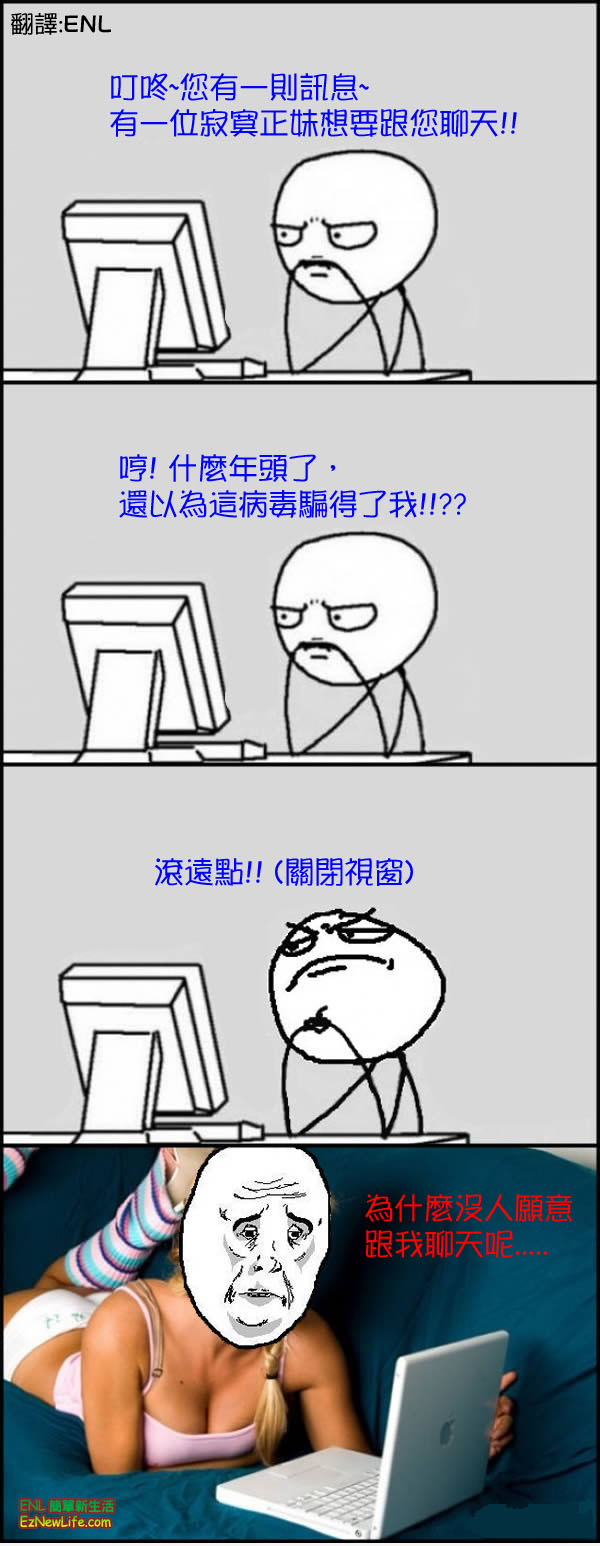 翻譯:ENL
叮咚~您有一則訊息~
有一位寂寞正妹想要跟您聊天!!
哼! 什麼年頭了，
還以為這病毒騙得了我!!??
滾遠點!! (關閉視窗)
為什麼沒人願意
跟我聊天呢.....
ENL 簡單新生活
EzNewLife.com